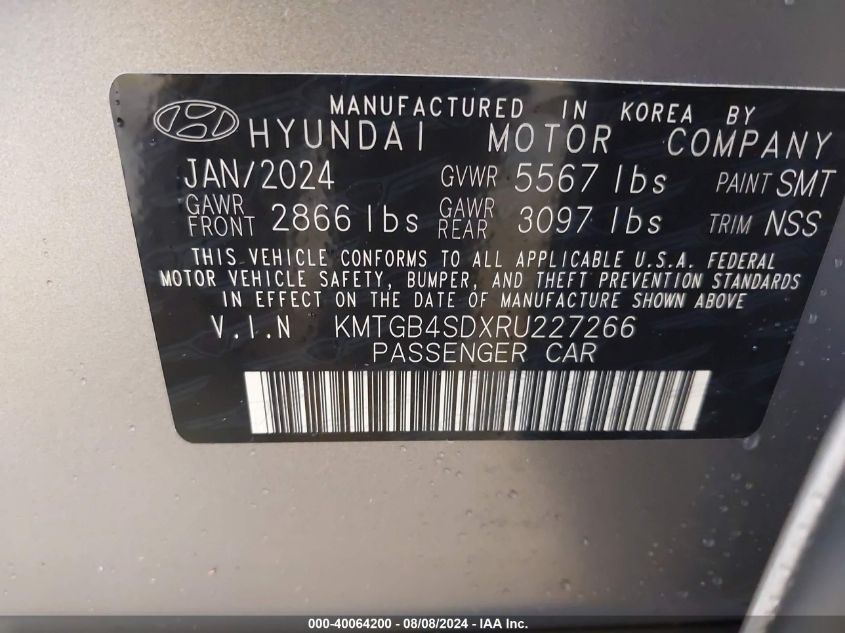 MANUFACTURED IN KOREA BY
HYUNDAI MOTOR COMPANY
JAN/2024 GVWR 5567 lbs PAINT SMT
GAWR FRONT 2866 lbs GAWR REAR 3097 lbs TRIM NSS
THIS VEHICLE CONFORMS TO ALL APPLICABLE U.S.A. FEDERAL
MOTOR VEHICLE SAFETY, BUMPER, AND THEFT PREVENTION STANDARDS
IN EFFECT ON THE DATE OF MANUFACTURE SHOWN ABOVE
V.I.N KMTGB4SDXRU227266
PASSENGER CAR
000-40064200 - 08/08/2024 - IAA Inc.